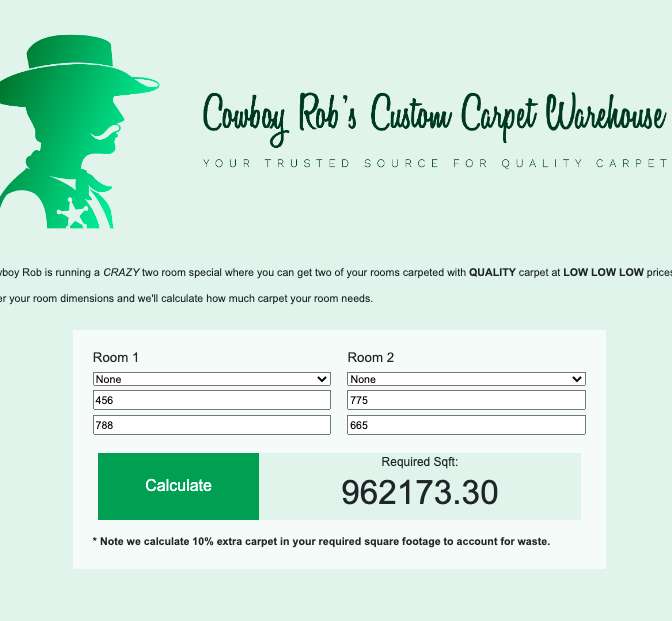 Cowboy Rob's Custom Carpet Warehouse
YOUR TRUSTED SOURCE FOR QUALITY CARPET
Rob is running a CRAZY two room special where you can get two of your rooms carpeted with QUALITY carpet at LOW LOW LOW prices
your room dimensions and we'll calculate how much carpet your room needs.
Room 1 Room 2
None None
456 775
788 665
Calculate
Required Sqft:
962173.30
* Note we calculate 10% extra carpet in your required square footage to account for waste.